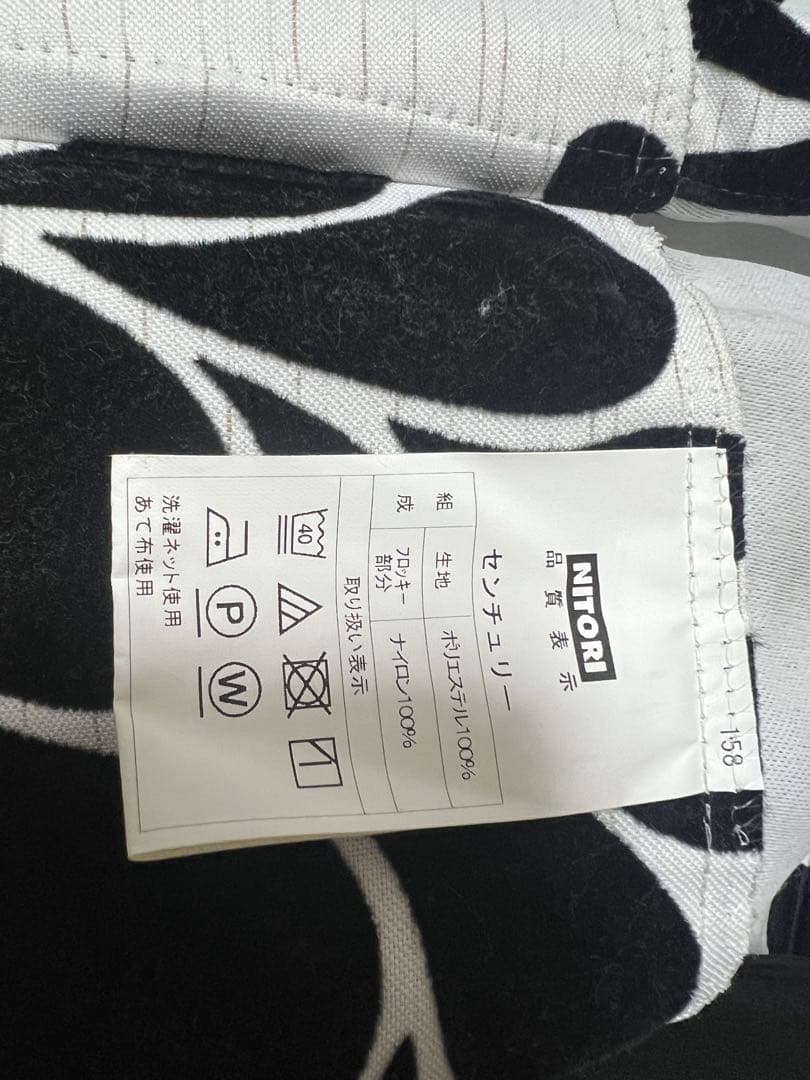 NITORI
品質表示
センチュリー
組成
生地 ポリエステル100%
フロッキー部分 ナイロン100%
取り扱い表示
40
P W
洗濯ネット使用
あて布使用
158